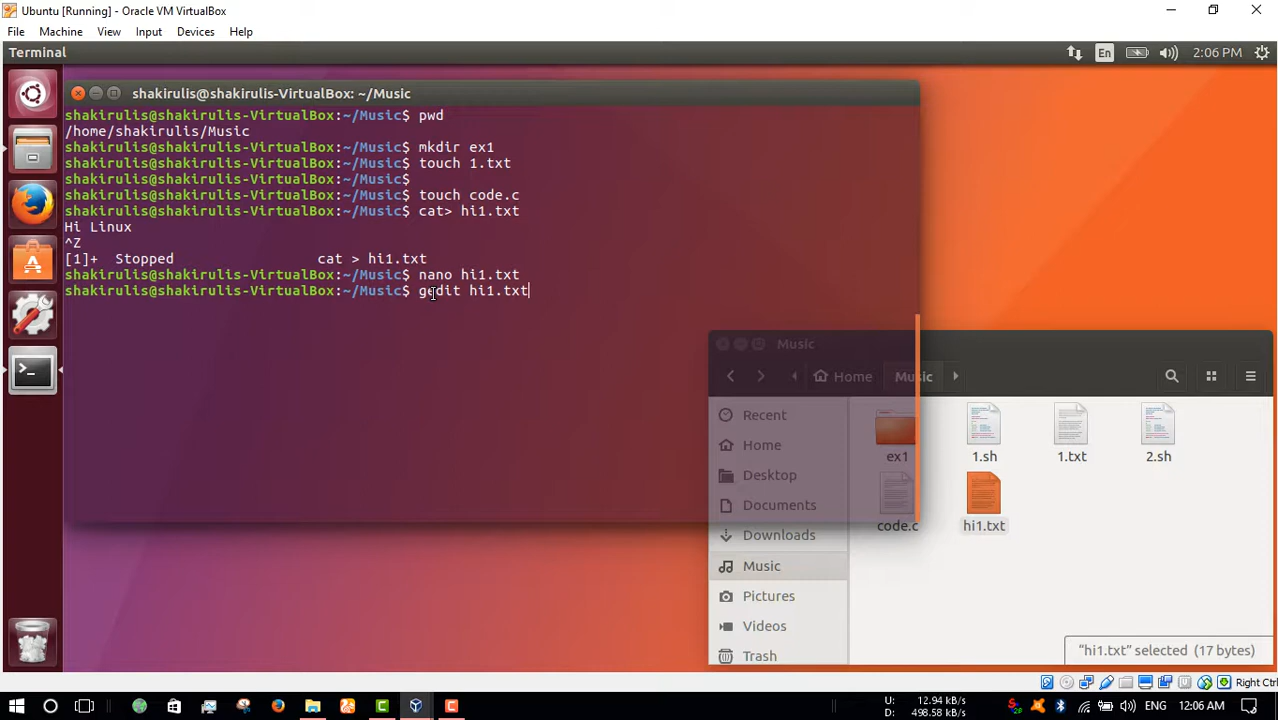 Ubuntu [Running] - Oracle VM VirtualBox
File Machine View Input Devices Help
Terminal
En
2:06 PM
shakirulis@shakirulis-VirtualBox: ~/Music
shakirulis@shakirulis-VirtualBox:~/Music$ pwd
/home/shakirulis/Music
shakirulis@shakirulis-VirtualBox:~/Music$ mkdir ex1
shakirulis@shakirulis-VirtualBox:~/Music$ touch 1.txt
shakirulis@shakirulis-VirtualBox:~/Music$
shakirulis@shakirulis-VirtualBox:~/Music$ touch code.c
shakirulis@shakirulis-VirtualBox:~/Music$ cat> hi1.txt
Hi Linux
^Z
[1]+  Stopped                 cat > hi1.txt
shakirulis@shakirulis-VirtualBox:~/Music$ nano hi1.txt
shakirulis@shakirulis-VirtualBox:~/Music$ gedit hi1.txt
Music
Home Music
Recent
Home
Desktop
Documents
Downloads
Music
Pictures
Videos
Trash
ex1 1.sh 1.txt 2.sh
code.c hi1.txt
"hi1.txt" selected (17 bytes)
Right Ctrl
U: 12.94 kB/s
D: 498.58 kB/s
ENG 12:06 AM